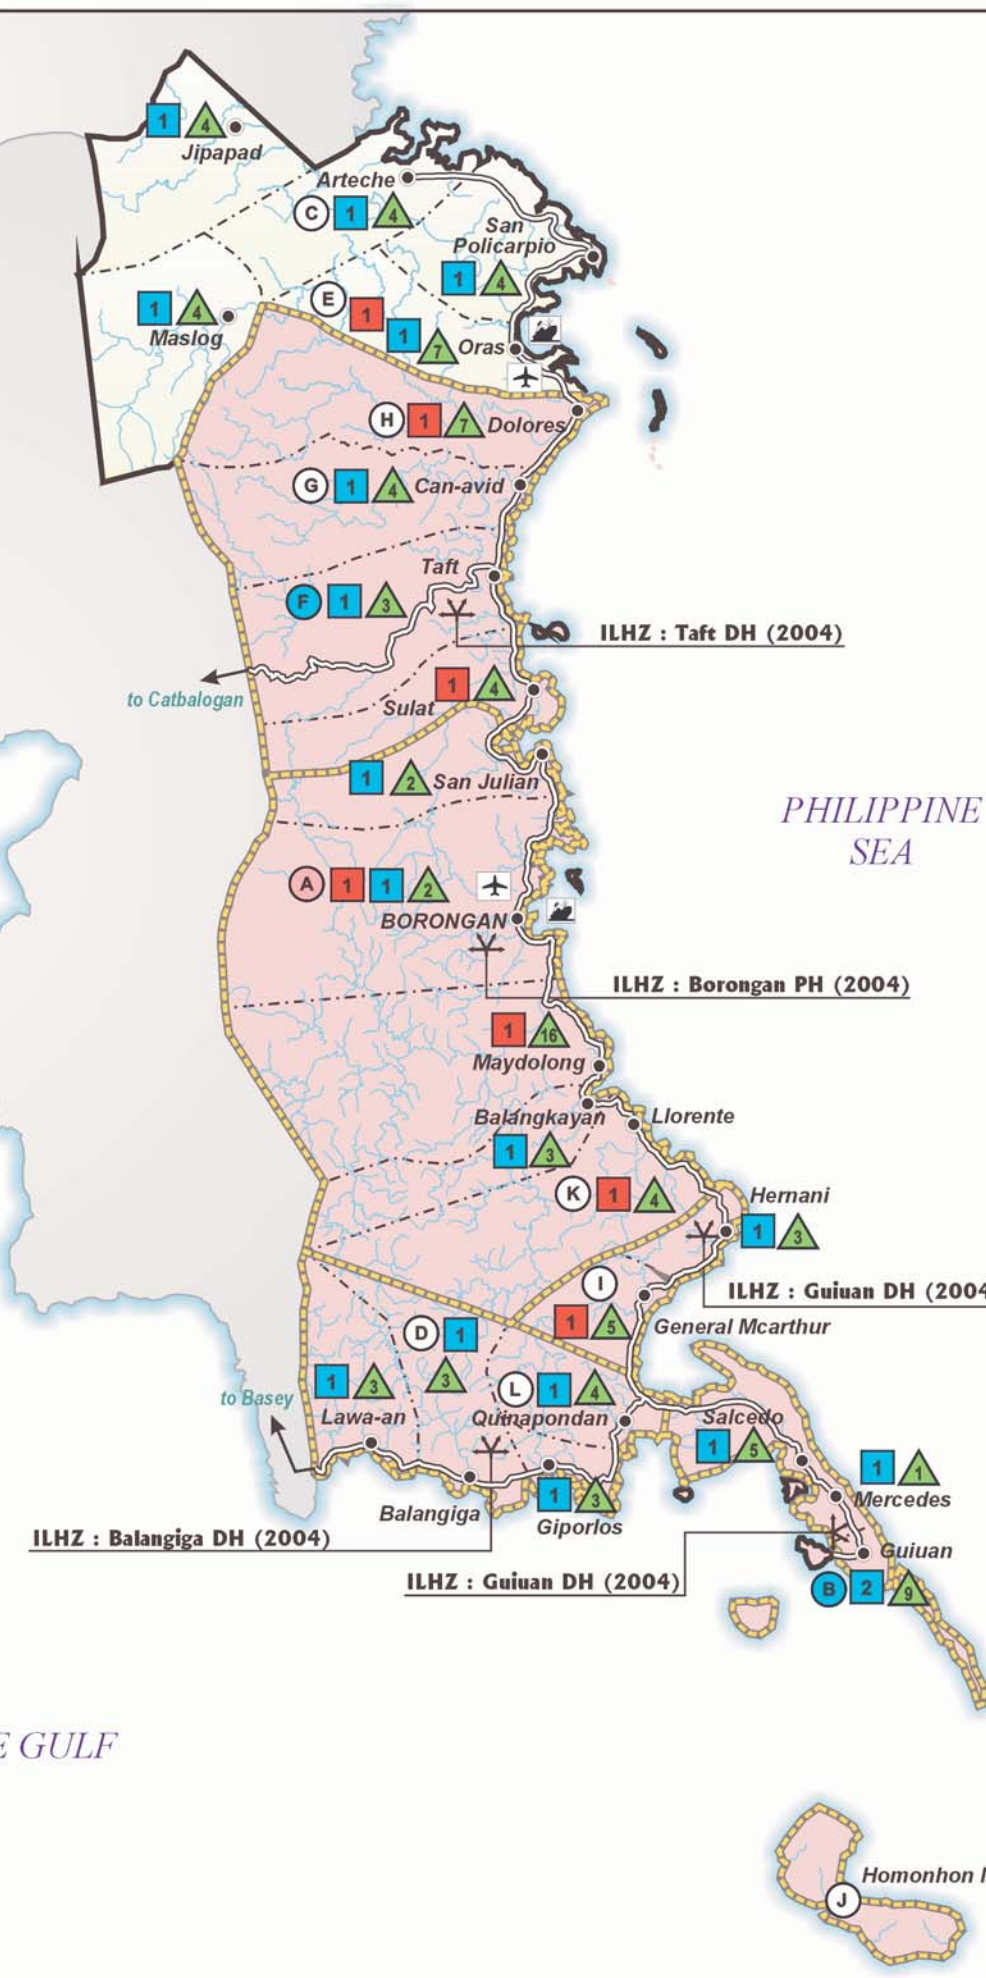 1 4
Jipapad
Arteche
C 1 4
San
Policarpio
1 4
1 4
Maslog
E 1
1 7
Oras
H 1 7 Dolores
G 1 4 Can-avid
Taft
F 1 3
ILHZ : Taft DH (2004)
to Catbalogan
1 4
Sulat
1 2 San Julian
PHILIPPINE
SEA
A 1 1 2
BORONGAN
ILHZ : Borongan PH (2004)
1 16
Maydolong
Balangkayan
Llorente
1 3
K 1 4
Hernani
1 3
ILHZ : Guiuan DH (2004
I
1 5
General Mcarthur
D 1
3
1 3
Lawa-an
to Basey
L 1 4
Quinapondan
Salcedo
1 5
1 1
Mercedes
Balangiga
1 3
Giporlos
ILHZ : Balangiga DH (2004)
Guiuan
ILHZ : Guiuan DH (2004)
B 2 9
E GULF
Homonhon
J